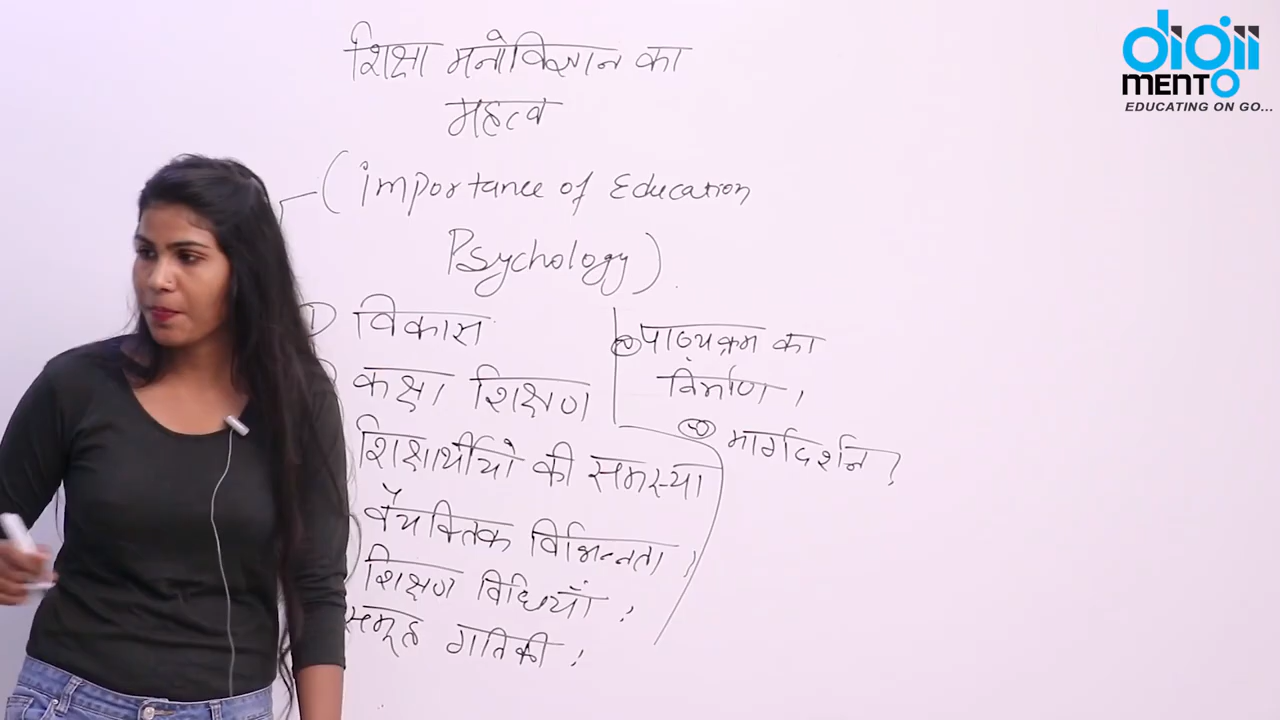 शिक्षा मनोविज्ञान का
महत्व
(Importance of Education
Psychology)
विकास
कक्षा शिक्षण
शिक्षार्थीयो की समस्या
वैयक्तिक विभिन्नता।
शिक्षण विधियाँ।
समूह गतिकी।
पाठ्यक्रम का
निर्माण।
मार्गदर्शन।
digii
MENTO
EDUCATING ON GO...